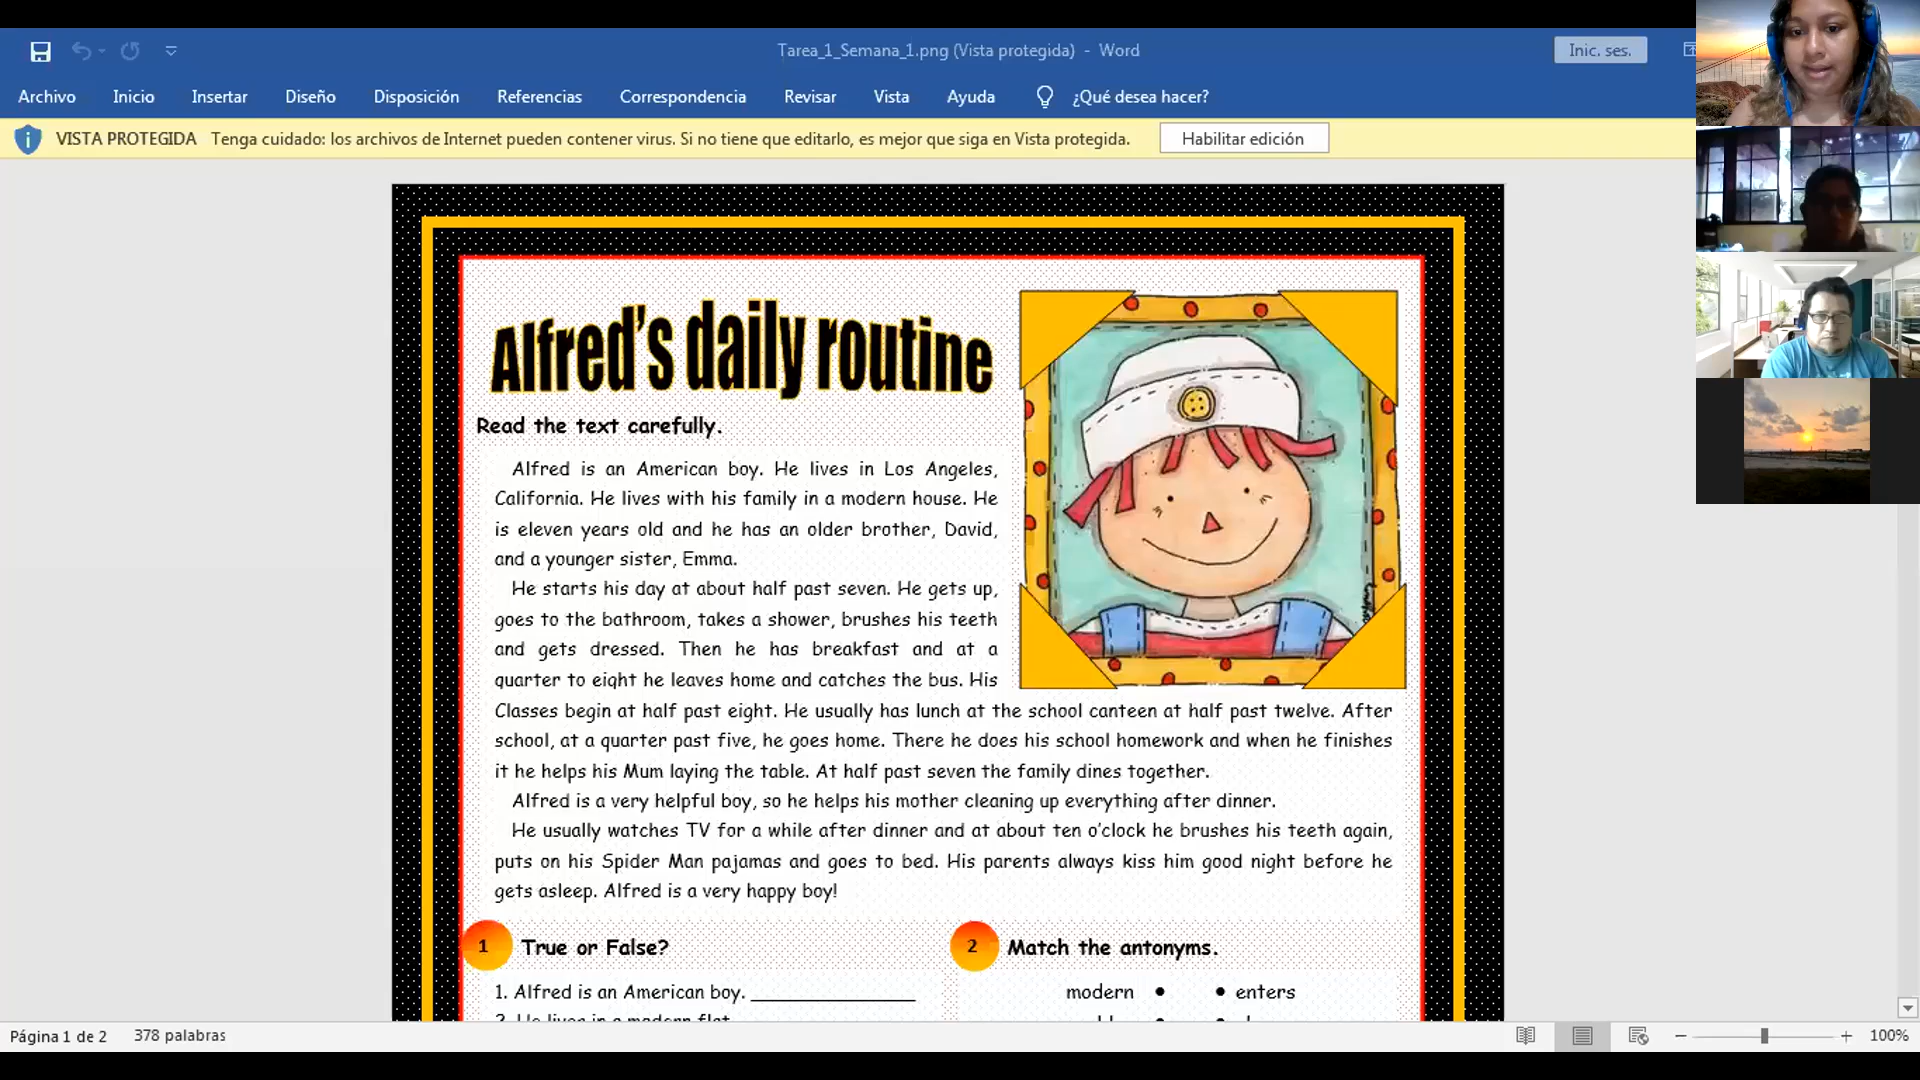 Tarea_1_Semana_1.png (Vista protegida) - Word
Inic. ses.
Archivo Inicio Insertar Diseño Disposición Referencias Correspondencia Revisar Vista Ayuda ¿Qué desea hacer?
VISTA PROTEGIDA Tenga cuidado: los archivos de Internet pueden contener virus. Si no tiene que editarlo, es mejor que siga en Vista protegida. Habilitar edición
Alfred's daily routine
Read the text carefully.
Alfred is an American boy. He lives in Los Angeles,
California. He lives with his family in a modern house. He
is eleven years old and he has an older brother, David,
and a younger sister, Emma.
He starts his day at about half past seven. He gets up,
goes to the bathroom, takes a shower, brushes his teeth
and gets dressed. Then he has breakfast and at a
quarter to eight he leaves home and catches the bus. His
Classes begin at half past eight. He usually has lunch at the school canteen at half past twelve. After
school, at a quarter past five, he goes home. There he does his school homework and when he finishes
it he helps his Mum laying the table. At half past seven the family dines together.
Alfred is a very helpful boy, so he helps his mother cleaning up everything after dinner.
He usually watches TV for a while after dinner and at about ten o'clock he brushes his teeth again,
puts on his Spider Man pajamas and goes to bed. His parents always kiss him good night before he
gets asleep. Alfred is a very happy boy!
1 True or False?
1. Alfred is an American boy. _______________
2. He lives in a modern flat.
2 Match the antonyms.
modern • • enters
Página 1 de 2 378 palabras
100%